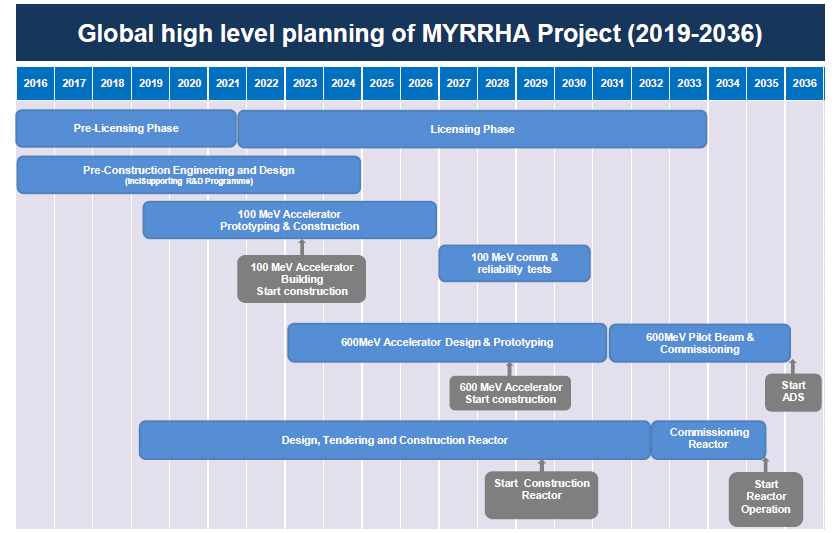 Global high level planning of MYRRHA Project (2019-2036)
2016 2017 2018 2019 2020 2021 2022 2023 2024 2025 2026 2027 2028 2029 2030 2031 2032 2033 2034 2035 2036
Pre-Licensing Phase
Licensing Phase
Pre-Construction Engineering and Design
(inclSupporting R&D Programme)
100 MeV Accelerator
Prototyping & Construction
100 MeV Accelerator
Building
Start construction
100 MeV comm &
reliability tests
600MeV Accelerator Design & Prototyping
600MeV Pilot Beam &
Commissioning
600 MeV Accelerator
Start construction
Start
ADS
Design, Tendering and Construction Reactor
Commissioning
Reactor
Start Construction
Reactor
Start
Reactor
Operation